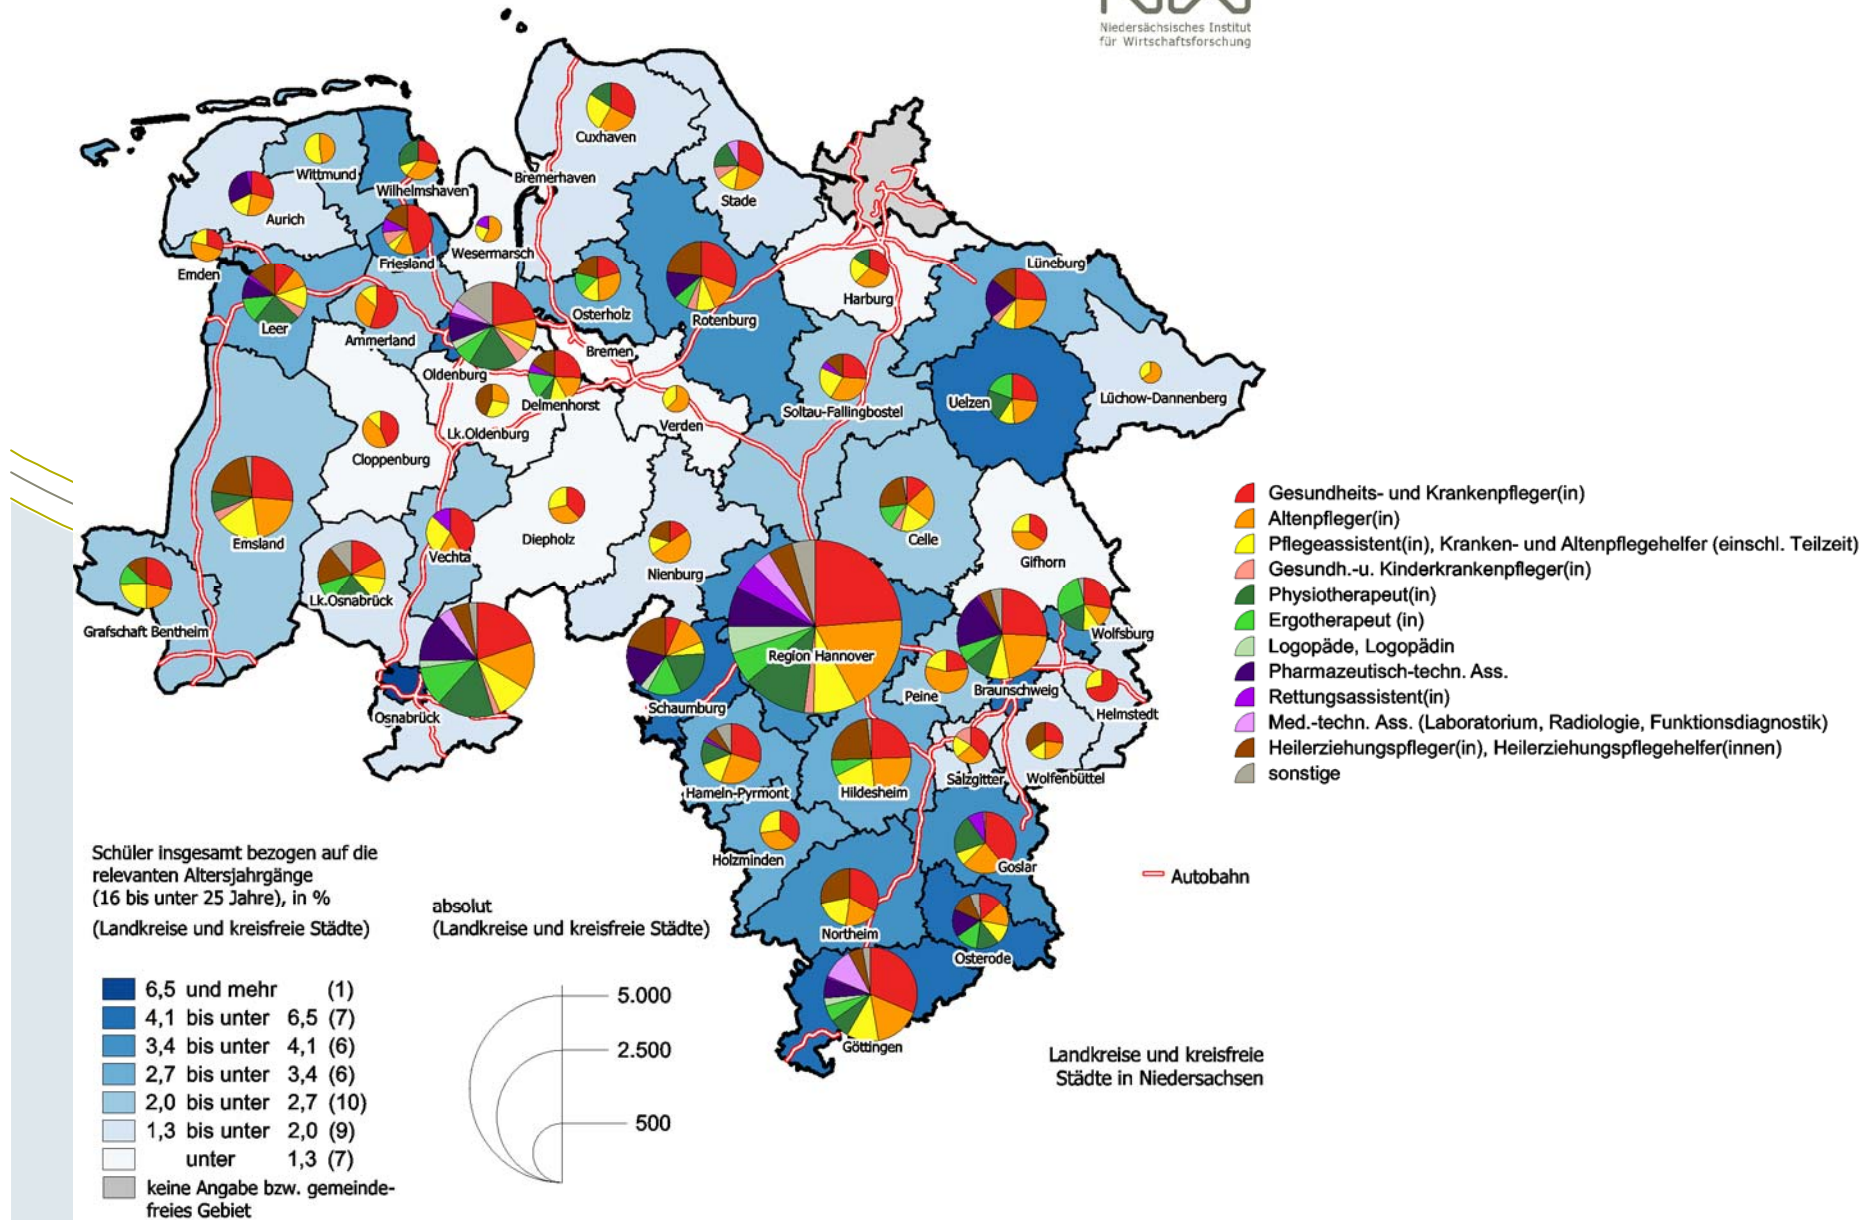 Niedersächsisches Institut
für Wirtschaftsforschung
Cuxhaven
Bremerhaven
Stade
Wittmund
Wilhelmshaven
Aurich
Emden
Friesland
Wesermarsch
Leer
Ammerland
Osterholz
Rotenburg
Harburg
Lüneburg
Bremen
Oldenburg
Delmenhorst
Lk.Oldenburg
Verden
Soltau-Fallingbostel
Uelzen
Lüchow-Dannenberg
Cloppenburg
Emsland
Vechta
Diepholz
Nienburg
Celle
Gifhorn
Lk.Osnabrück
Grafschaft Bentheim
Osnabrück
Schaumburg
Region Hannover
Peine
Braunschweig
Wolfsburg
Helmstedt
Hameln-Pyrmont
Hildesheim
Salzgitter
Wolfenbüttel
Holzminden
Goslar
Northeim
Osterode
Göttingen
Gesundheits- und Krankenpfleger(in)
Altenpfleger(in)
Pflegeassistent(in), Kranken- und Altenpflegehelfer (einschl. Teilzeit)
Gesundh.-u. Kinderkrankenpfleger(in)
Physiotherapeut(in)
Ergotherapeut (in)
Logopäde, Logopädin
Pharmazeutisch-techn. Ass.
Rettungsassistent(in)
Med.-techn. Ass. (Laboratorium, Radiologie, Funktionsdiagnostik)
Heilerziehungspfleger(in), Heilerziehungspflegehelfer(innen)
sonstige
Autobahn
Schüler insgesamt bezogen auf die
relevanten Altersjahrgänge
(16 bis unter 25 Jahre), in %
(Landkreise und kreisfreie Städte)
6,5 und mehr (1)
4,1 bis unter 6,5 (7)
3,4 bis unter 4,1 (6)
2,7 bis unter 3,4 (6)
2,0 bis unter 2,7 (10)
1,3 bis unter 2,0 (9)
unter 1,3 (7)
keine Angabe bzw. gemeinde-
freies Gebiet
absolut
(Landkreise und kreisfreie Städte)
5.000
2.500
500
Landkreise und kreisfreie
Städte in Niedersachsen